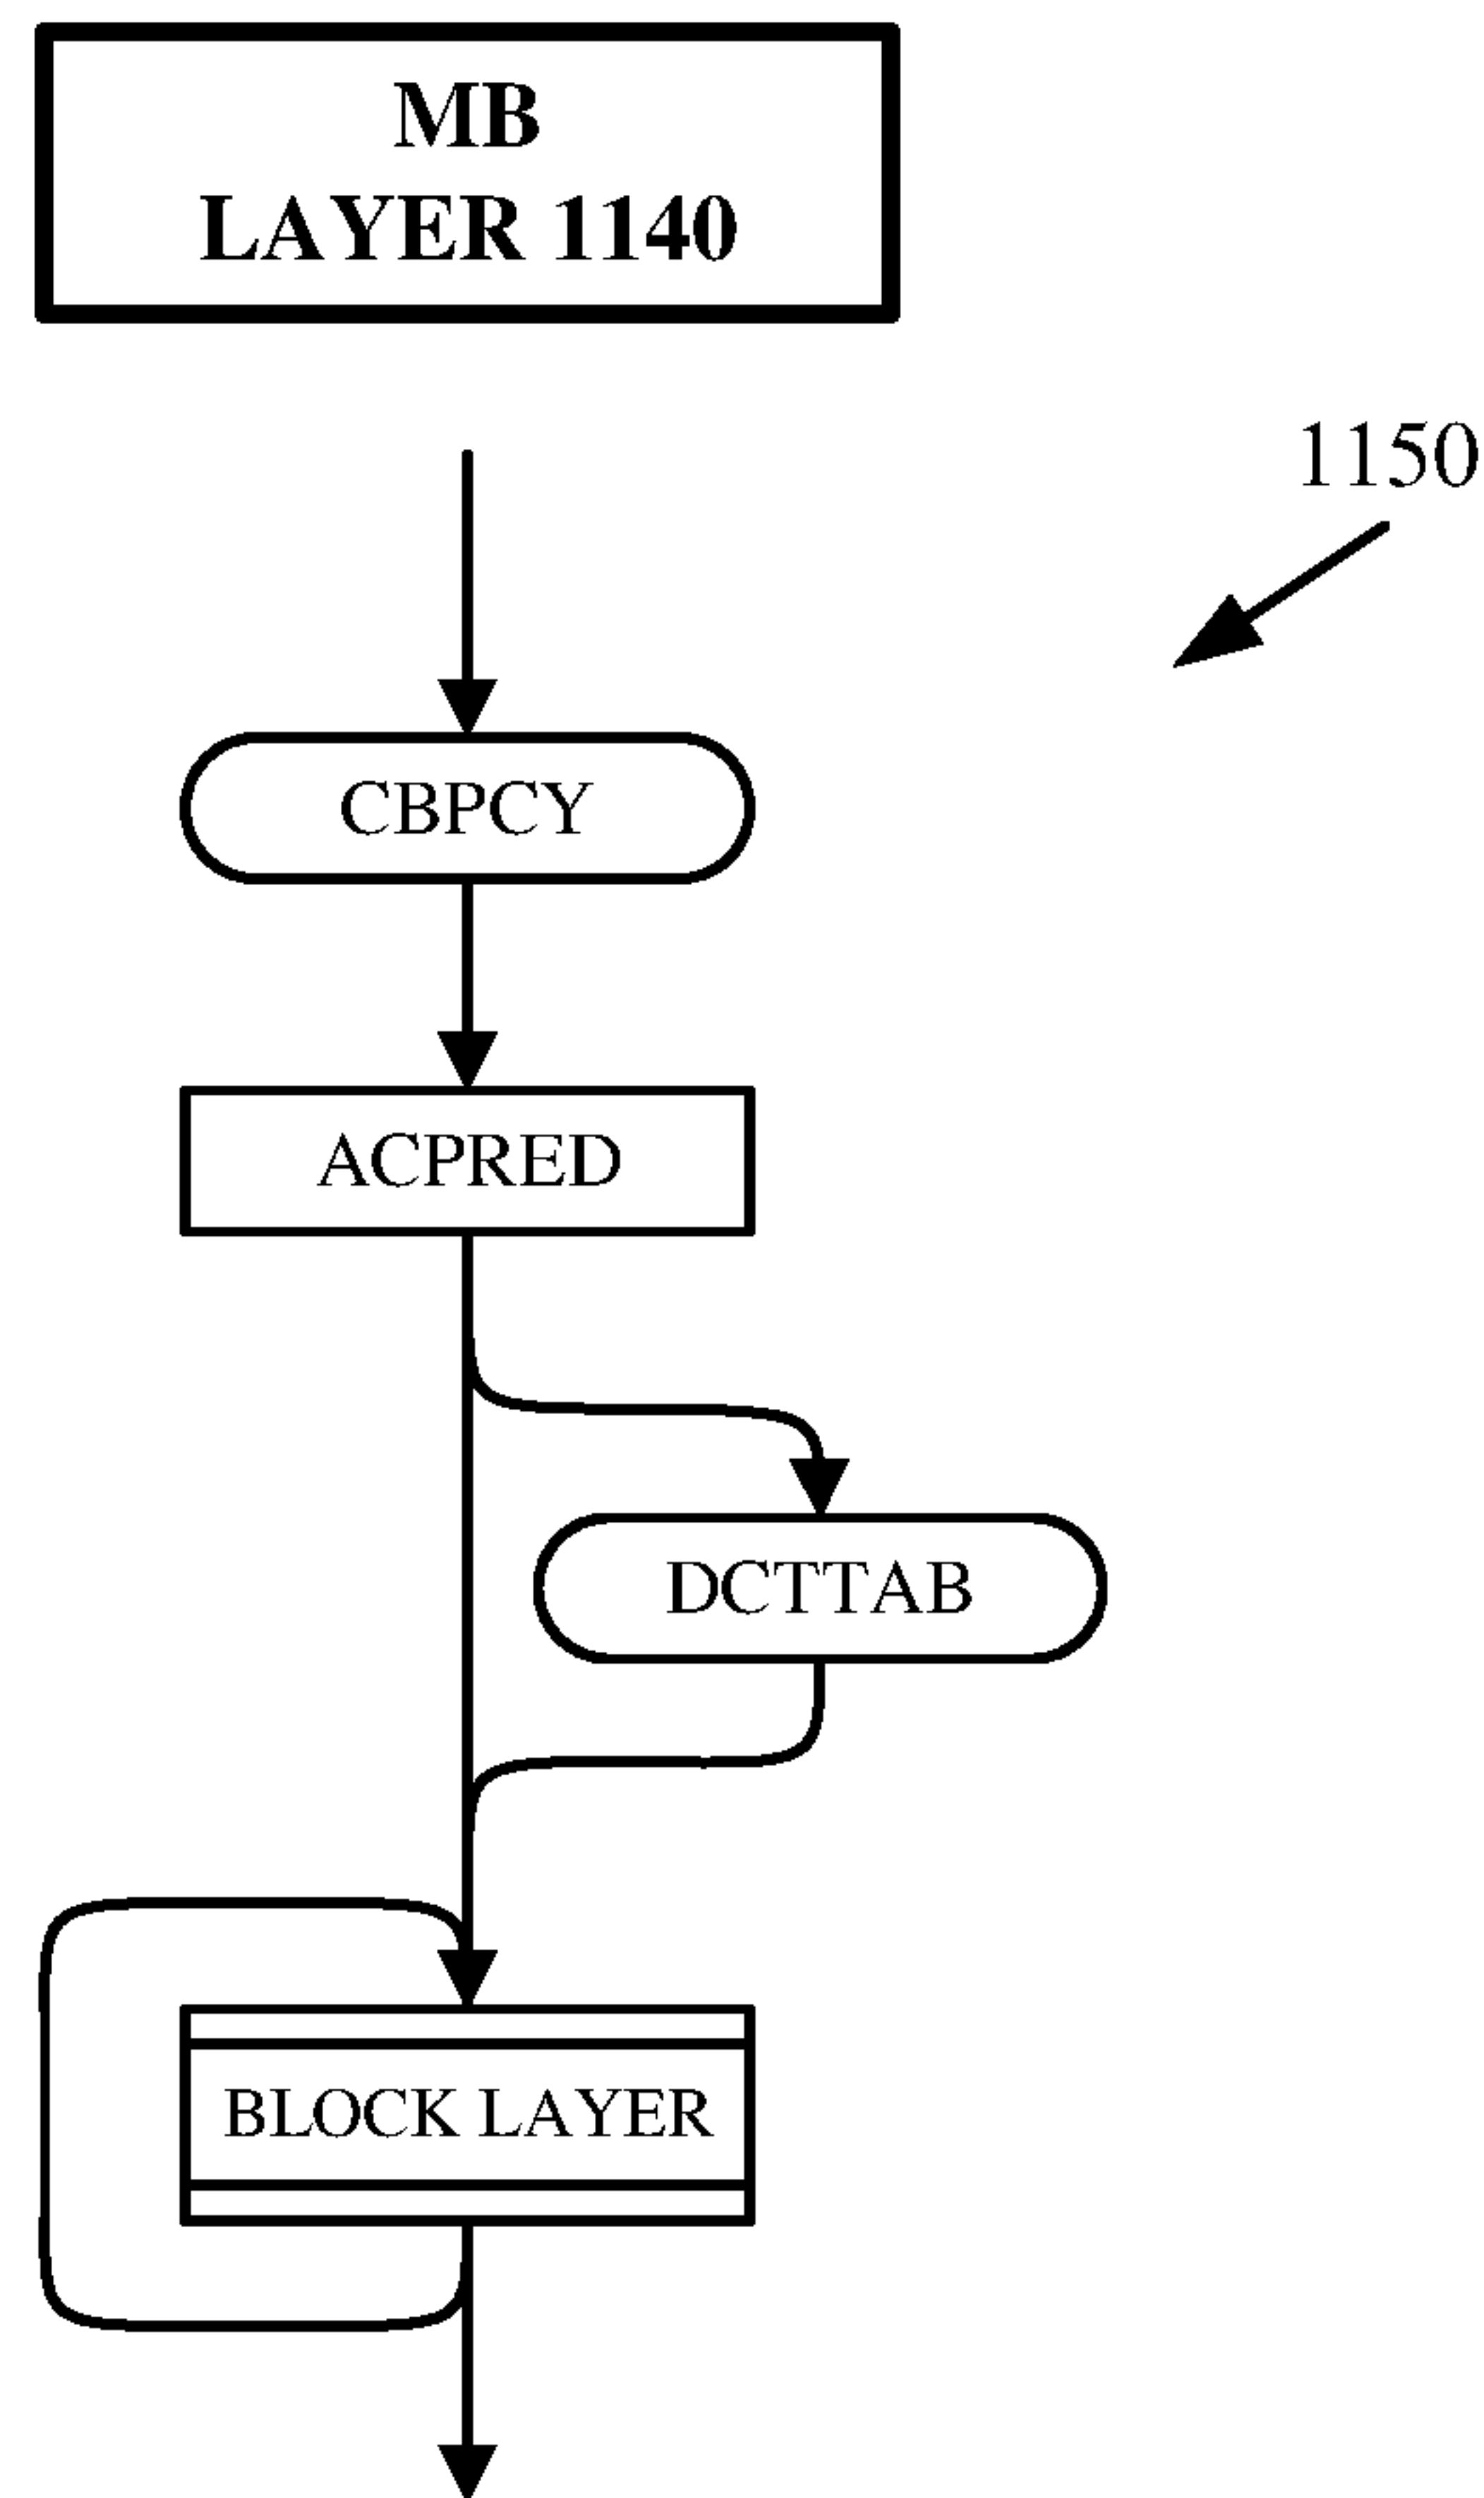 MB
LAYER 1140
1150
CBPCY
ACPRED
DCTTAB
BLOCK LAYER